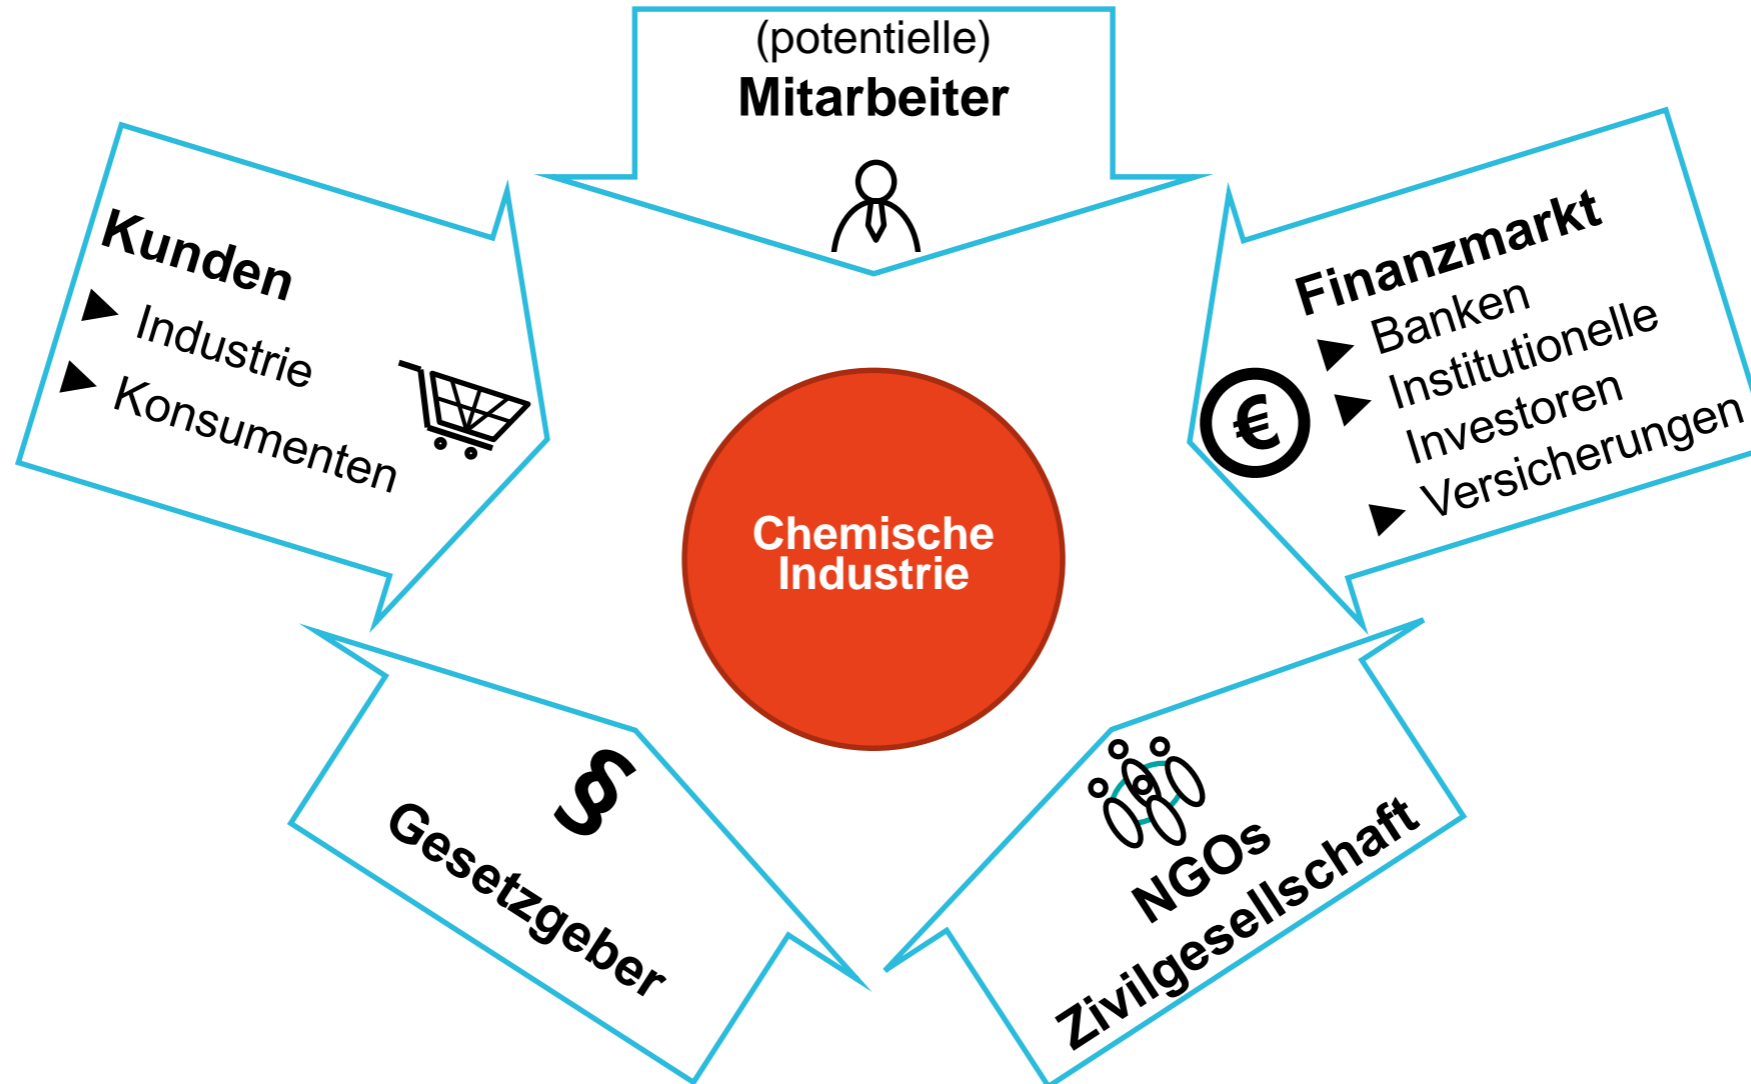 (potentielle)
Mitarbeiter
Kunden
► Industrie
► Konsumenten
Finanzmarkt
► Banken
► Institutionelle
Investoren
► Versicherungen
€
Chemische
Industrie
§
Gesetzgeber
NGOs
Zivilgesellschaft